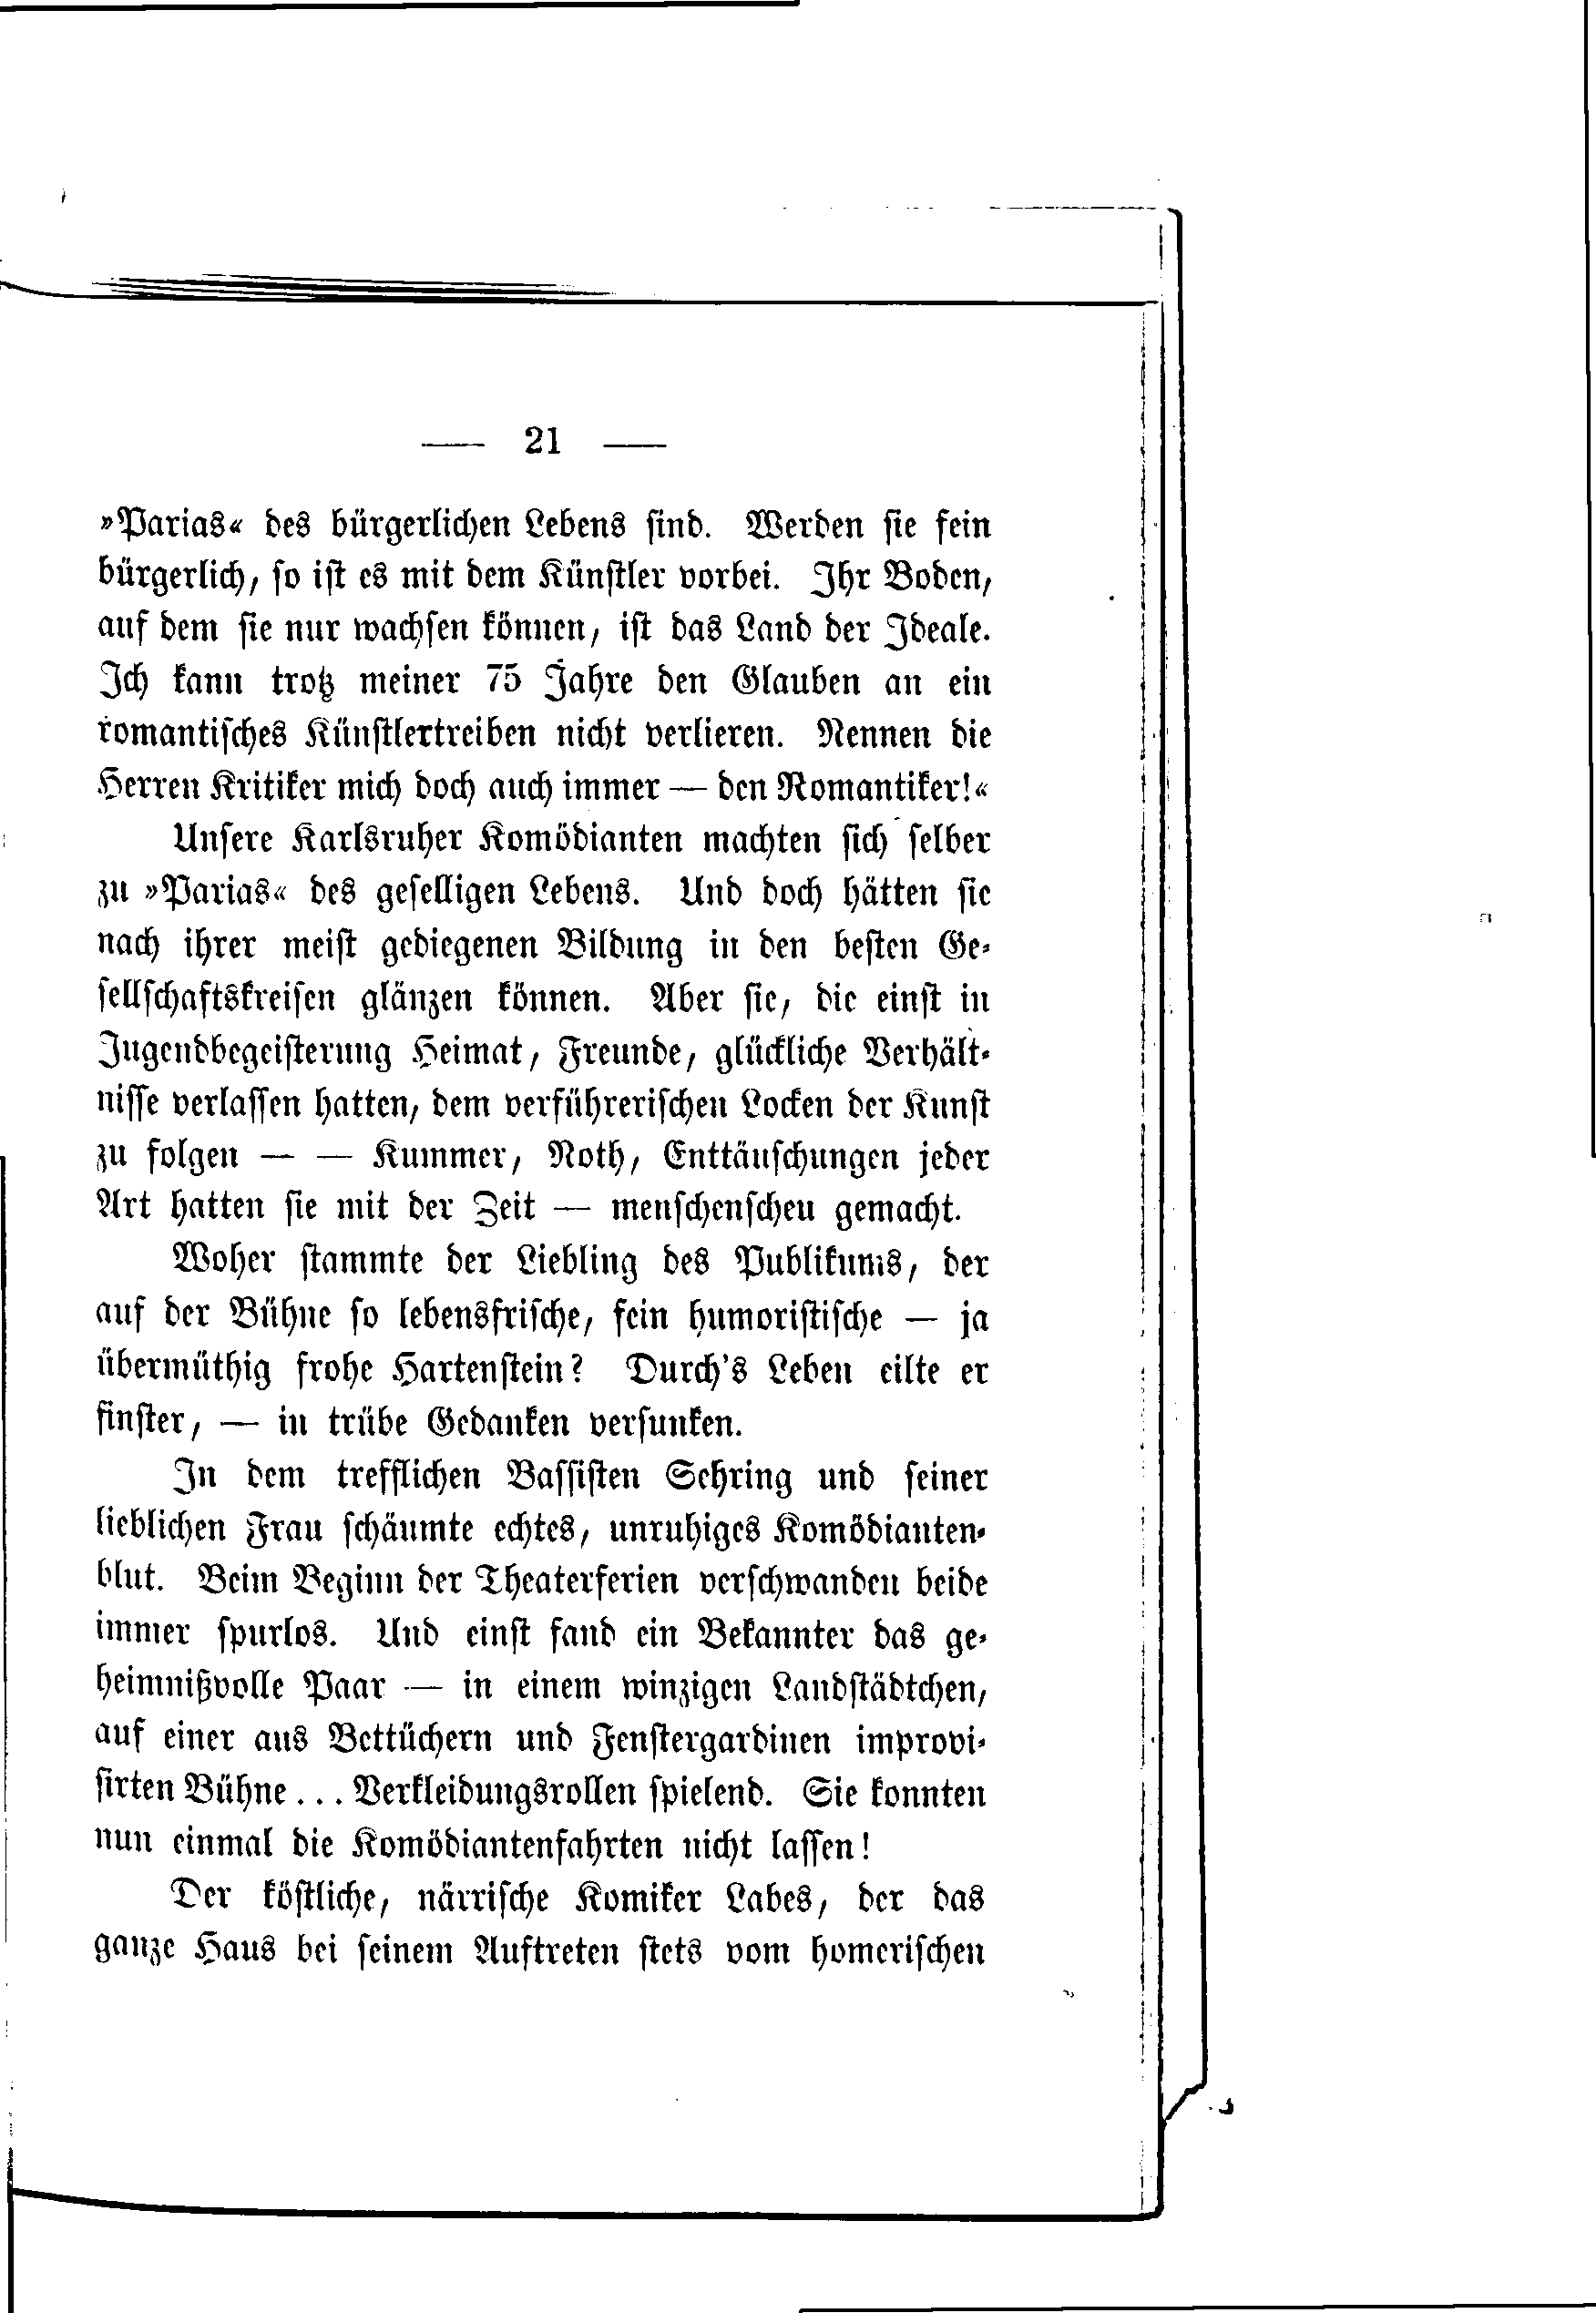 — 21 —
»Parias« des bürgerlichen Lebens sind. Werden sie fein
bürgerlich, so ist es mit dem Künstler vorbei. Ihr Boden,
auf dem sie nur wachsen können, ist das Land der Ideale.
Ich kann trotz meiner 75 Jahre den Glauben an ein
romantisches Künstlertreiben nicht verlieren. Nennen die
Herren Kritiker mich doch auch immer — den Romantiker!«
Unsere Karlsruher Komödianten machten sich selber
zu »Parias« des geselligen Lebens. Und doch hätten sie
nach ihrer meist gediegenen Bildung in den besten Ge-
sellschaftskreisen glänzen können. Aber sie, die einst in
Jugendbegeisterung Heimat, Freunde, glückliche Verhält-
nisse verlassen hatten, dem verführerischen Locken der Kunst
zu folgen — — Kummer, Noth, Enttäuschungen jeder
Art hatten sie mit der Zeit — menschenscheu gemacht.
Woher stammte der Liebling des Publikums, der
auf der Bühne so lebensfrische, fein humoristische — ja
übermüthig frohe Hartenstein? Durch's Leben eilte er
finster, — in trübe Gedanken versunken.
In dem trefflichen Bassisten Sehring und seiner
lieblichen Frau schäumte echtes, unruhiges Komödianten-
blut. Beim Beginn der Theaterferien verschwanden beide
immer spurlos. Und einst fand ein Bekannter das ge-
heimnißvolle Paar — in einem winzigen Landstädtchen,
auf einer aus Bettüchern und Fenstergardinen improvi-
sirten Bühne... Verkleidungsrollen spielend. Sie konnten
nun einmal die Komödiantenfahrten nicht lassen!
Der köstliche, närrische Komiker Labes, der das
ganze Haus bei seinem Auftreten stets vom homerischen